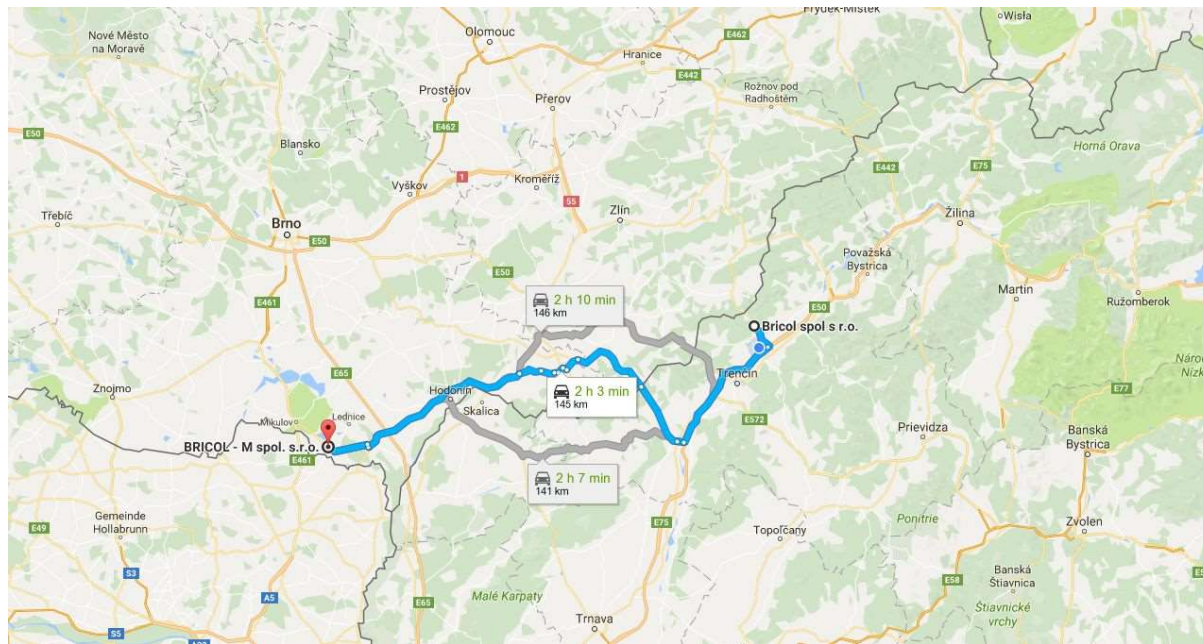 Frýdek-Místek
Wisła
Nové Město
na Moravě
Olomouc
E462
Hranice
E442
Prostějov
Přerov
Rožnov pod
Radhoštěm
E462
E50
Blansko
Horná Orava
E442
E75
Vyškov
1
Kroměříž
55
Třebíč
Zlín
Žilina
Brno
E50
Považská
Bystrica
E50
E461
Martin
Ružomberok
2 h 10 min
146 km
E50
Bricol spol s r.o.
E65
Trenčín
Znojmo
Hodonín
2 h 3 min
145 km
E77
Skalica
Mikulov
Lednice
E572
Prievidza
BRICOL - M spol. s.r.o.
E461
Banská
Bystrica
2 h 7 min
141 km
Gemeinde
Hollabrunn
E49
E75
Topoľčany
Ponitrie
Zvolen
S3
E58
Banská
Štiavnica
A5
E65
Malé Karpaty
Štiavnické
vrchy
S5
Trnava